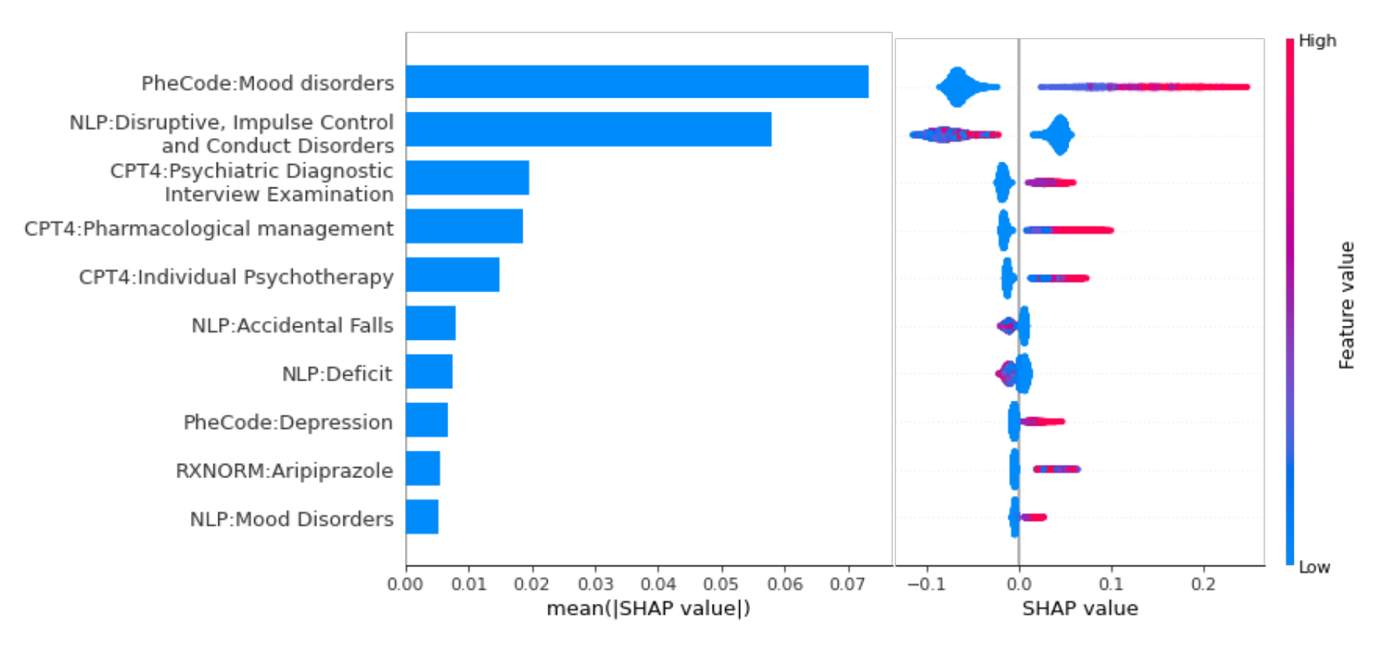 PheCode:Mood disorders
NLP:Disruptive, Impulse Control
and Conduct Disorders
CPT4:Psychiatric Diagnostic
Interview Examination
CPT4:Pharmacological management
CPT4:Individual Psychotherapy
NLP:Accidental Falls
NLP:Deficit
PheCode:Depression
RXNORM:Aripiprazole
NLP:Mood Disorders
0.00 0.01 0.02 0.03 0.04 0.05 0.06 0.07
mean(|SHAP value|)
−0.1 0.0 0.1 0.2
SHAP value
High
Feature value
Low